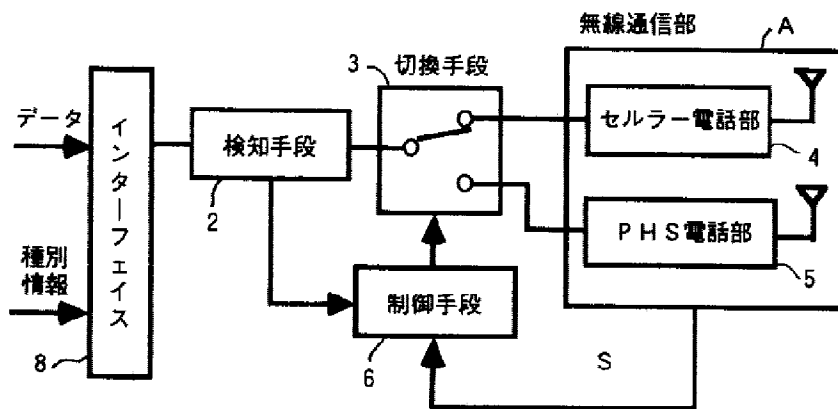 無線通信部
A
3
切換手段
データ
インターフェイス
検知手段
2
セルラー電話部
4
PHS電話部
5
種別
情報
制御手段
6
8
S